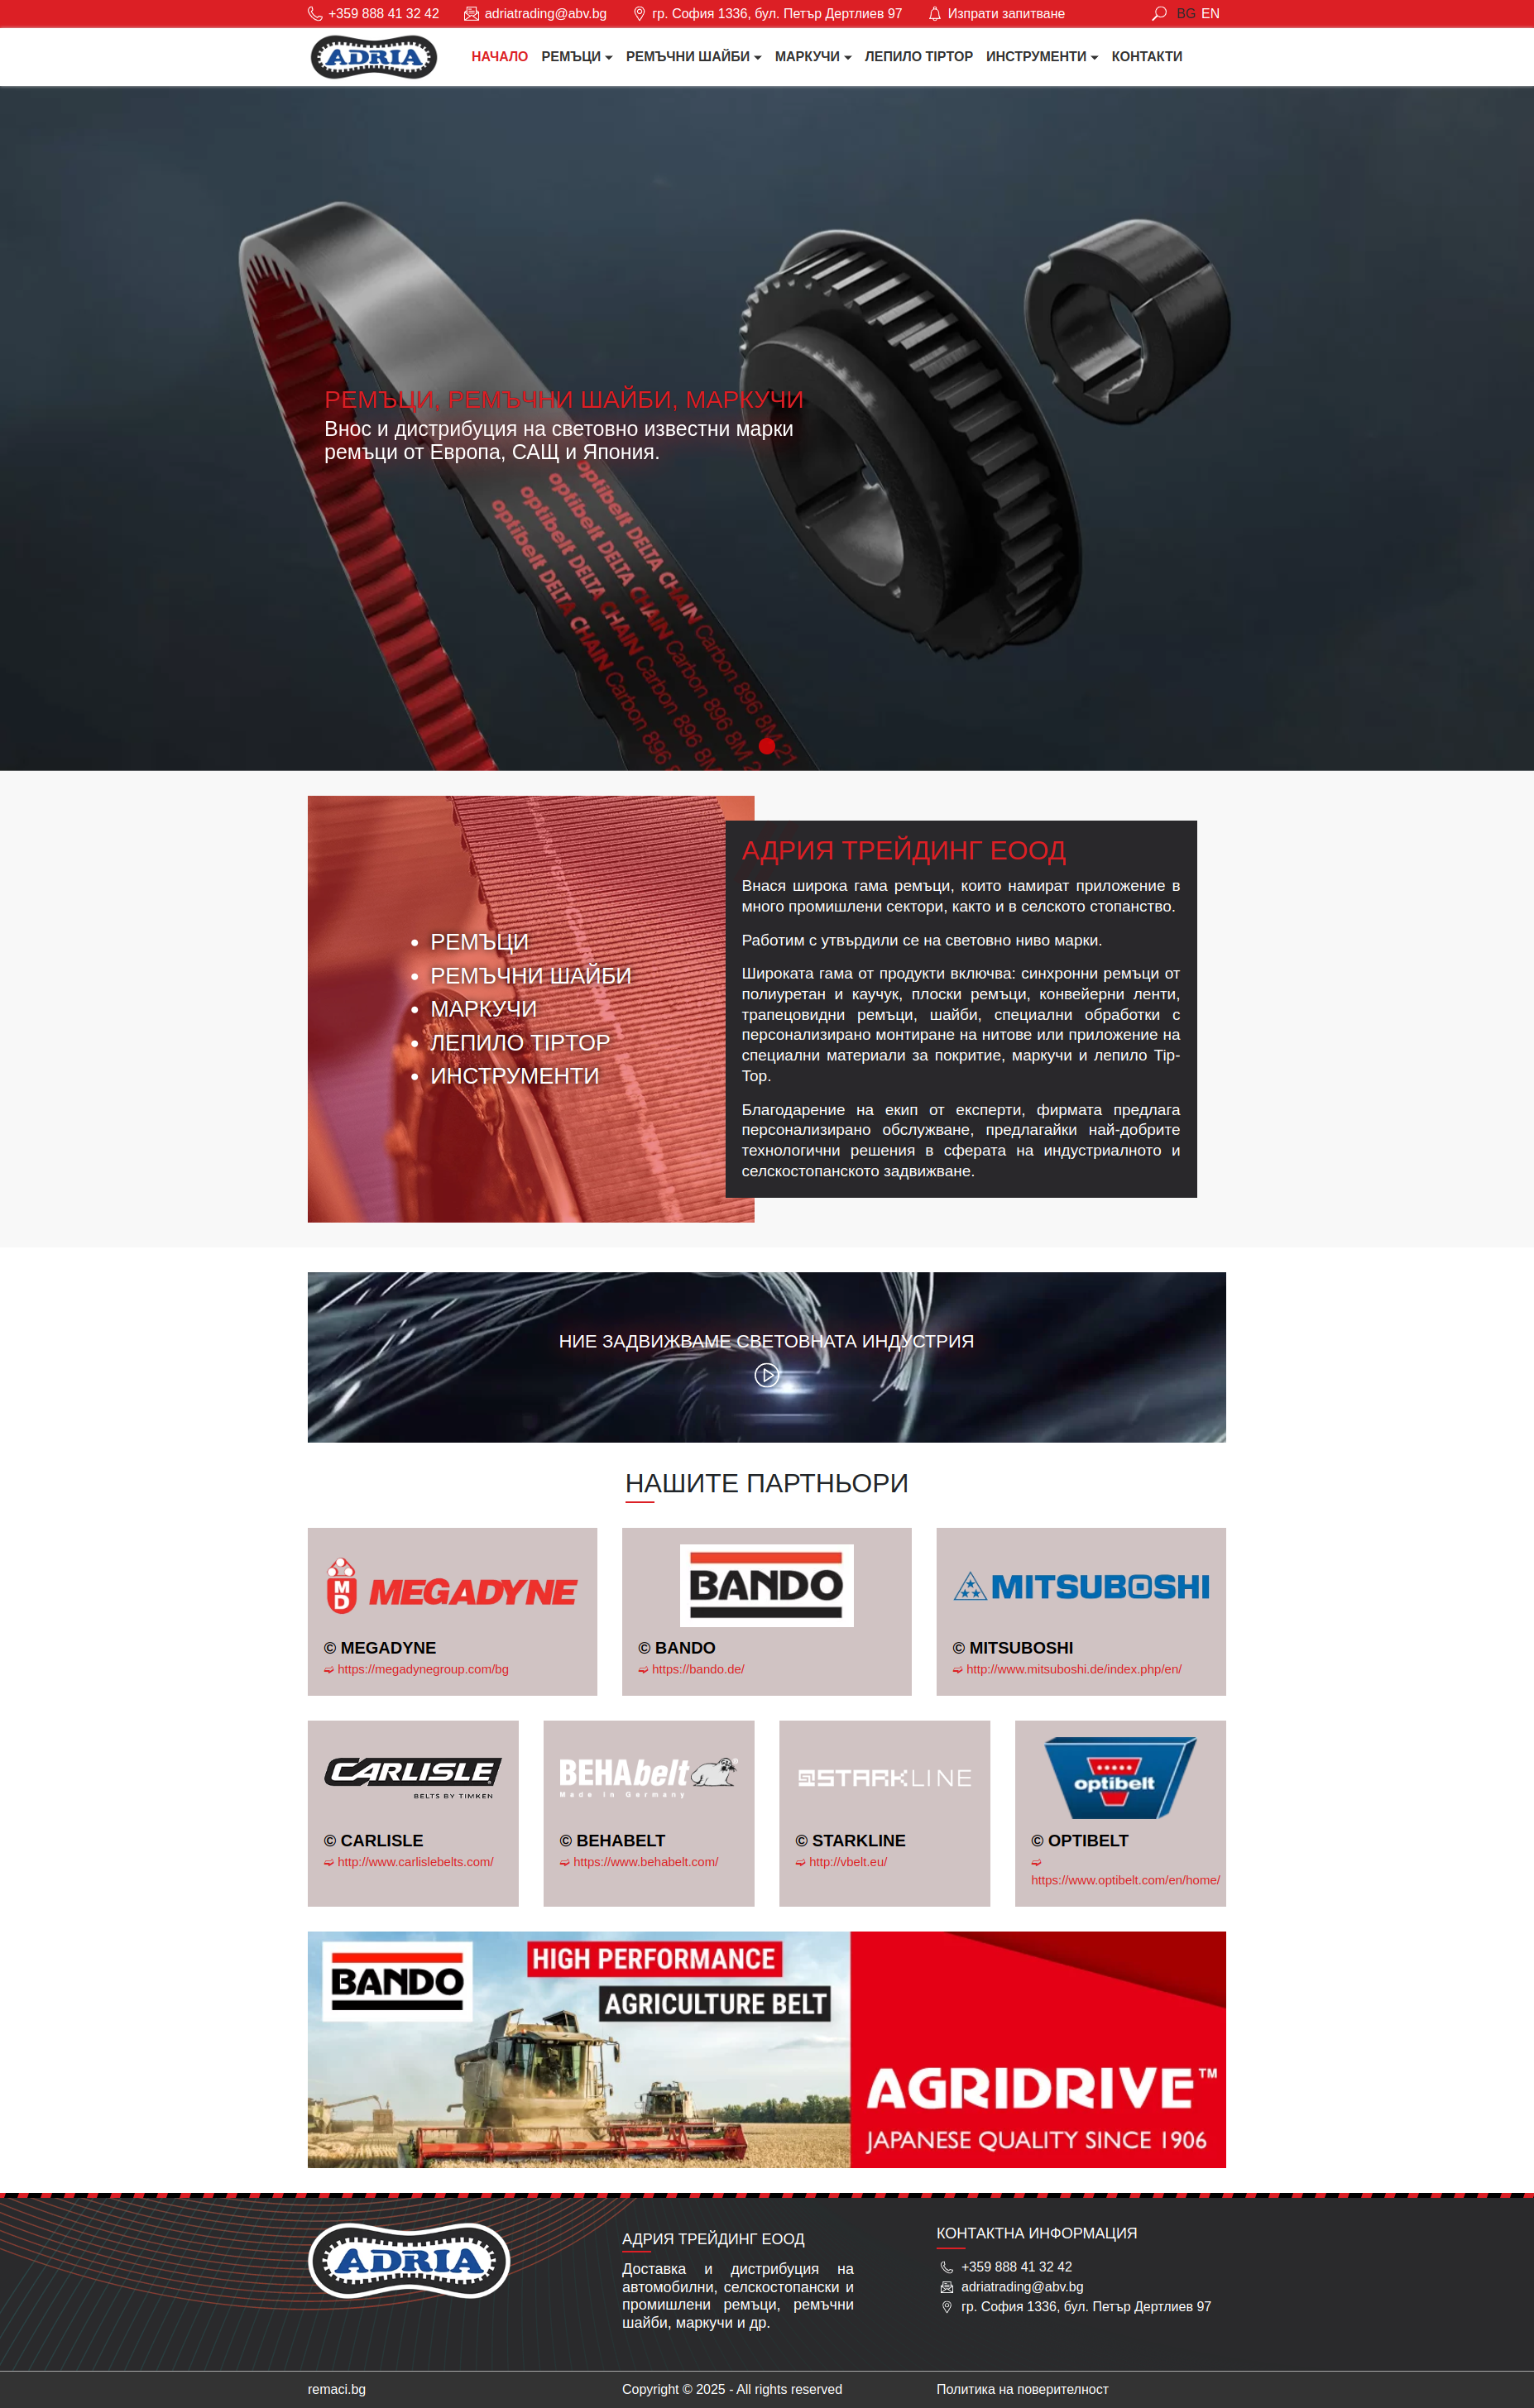 +359 888 41 32 42
adriatrading@abv.bg
гр. София 1336, бул. Петър Дертлиев 97
Изпрати запитване
BG EN
ADRIA
НАЧАЛО
РЕМЪЦИ
РЕМЪЧНИ ШАЙБИ
МАРКУЧИ
ЛЕПИЛО TIPTOP
ИНСТРУМЕНТИ
КОНТАКТИ
РЕМЪЦИ, РЕМЪЧНИ ШАЙБИ, МАРКУЧИ
Внос и дистрибуция на световно известни марки
ремъци от Европа, САЩ и Япония.
optibelt DELTA CHAIN Carbon 896 8M 21
optibelt DELTA CHAIN Carbon 896 8M 2
optibelt DELTA CHAIN Carbon 896 8M
optibelt DELTA CHAIN Carbon 896 8
РЕМЪЦИ
РЕМЪЧНИ ШАЙБИ
МАРКУЧИ
ЛЕПИЛО TIPTOP
ИНСТРУМЕНТИ
АДРИЯ ТРЕЙДИНГ ЕООД
Внася широка гама ремъци, които намират приложение в
много промишлени сектори, както и в селското стопанство.
Работим с утвърдили се на световно ниво марки.
Широката гама от продукти включва: синхронни ремъци от
полиуретан и каучук, плоски ремъци, конвейерни ленти,
трапецовидни ремъци, шайби, специални обработки с
персонализирано монтиране на нитове или приложение на
специални материали за покритие, маркучи и лепило Tip-
Top.
Благодарение на екип от експерти, фирмата предлага
персонализирано обслужване, предлагайки най-добрите
технологични решения в сферата на индустриалното и
селскостопанското задвижване.
НИЕ ЗАДВИЖВАМЕ СВЕТОВНАТА ИНДУСТРИЯ
НАШИТЕ ПАРТНЬОРИ
MD MEGADYNE
© MEGADYNE
➫ https://megadynegroup.com/bg
BANDO
© BANDO
➫ https://bando.de/
MITSUBOSHI
© MITSUBOSHI
➫ http://www.mitsuboshi.de/index.php/en/
CARLISLE
BELTS BY TIMKEN
© CARLISLE
➫ http://www.carlislebelts.com/
BEHAbelt®
Made in Germany
© BEHABELT
➫ https://www.behabelt.com/
STARKLINE
© STARKLINE
➫ http://vbelt.eu/
optibelt
© OPTIBELT
➫
https://www.optibelt.com/en/home/
BANDO
HIGH PERFORMANCE
AGRICULTURE BELT
AGRIDRIVE™
JAPANESE QUALITY SINCE 1906
ADRIA
АДРИЯ ТРЕЙДИНГ ЕООД
Доставка и дистрибуция на
автомобилни, селскостопански и
промишлени ремъци, ремъчни
шайби, маркучи и др.
КОНТАКТНА ИНФОРМАЦИЯ
+359 888 41 32 42
adriatrading@abv.bg
гр. София 1336, бул. Петър Дертлиев 97
remaci.bg
Copyright © 2025 - All rights reserved
Политика на поверителност